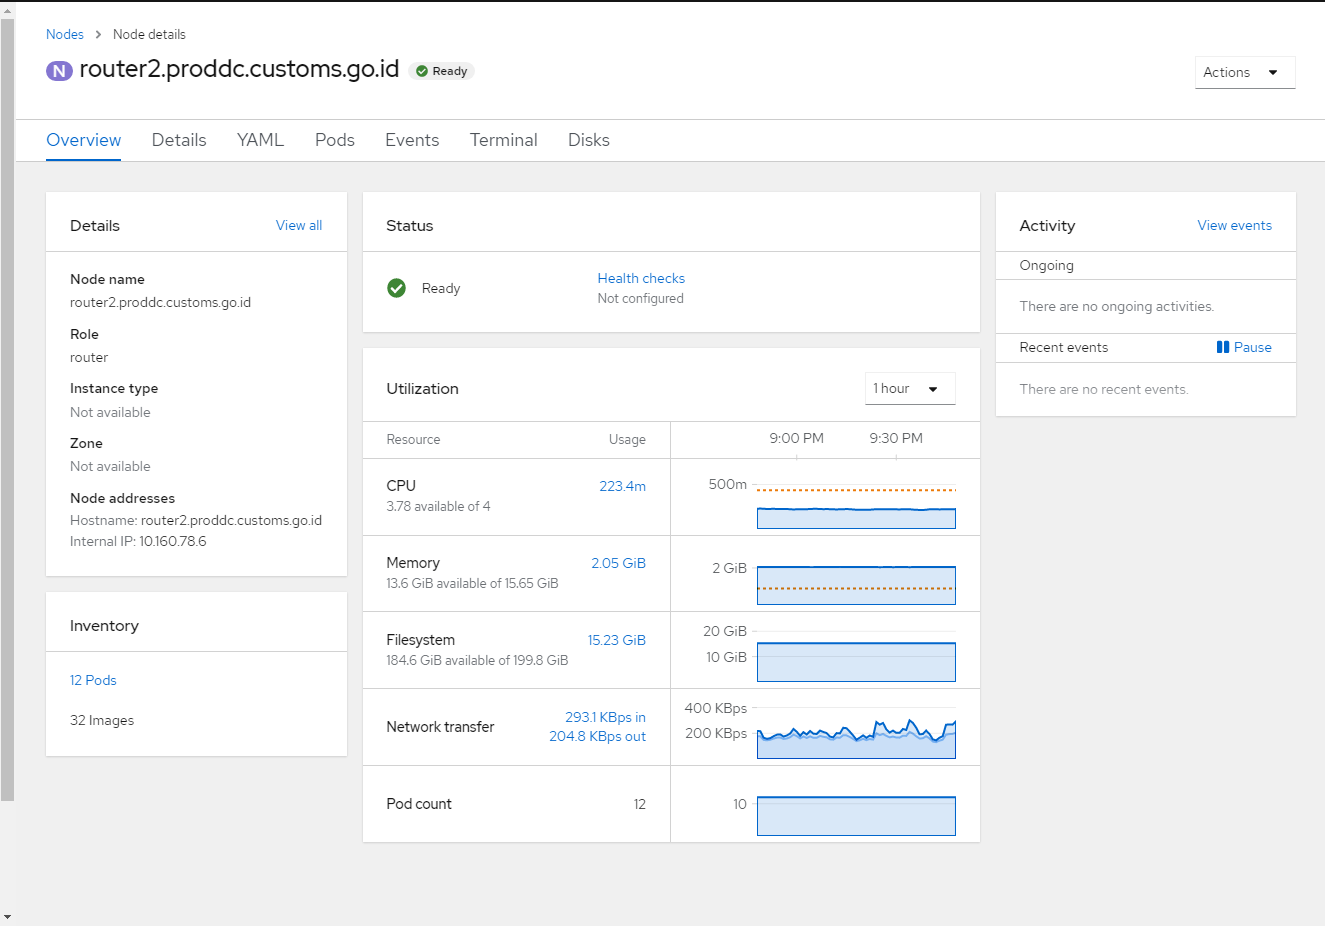 Nodes > Node details
N router2.proddc.customs.go.id Ready
Actions
Overview Details YAML Pods Events Terminal Disks
Details View all
Node name
router2.proddc.customs.go.id
Role
router
Instance type
Not available
Zone
Not available
Node addresses
Hostname: router2.proddc.customs.go.id
Internal IP: 10.160.78.6
Inventory
12 Pods
32 Images
Status
Ready
Health checks
Not configured
Utilization 1 hour
Resource Usage 9:00 PM 9:30 PM
CPU 223.4m
3.78 available of 4
500m
Memory 2.05 GiB
13.6 GiB available of 15.65 GiB
2 GiB
Filesystem 15.23 GiB
184.6 GiB available of 199.8 GiB
20 GiB
10 GiB
Network transfer 293.1 KBps in
204.8 KBps out
400 KBps
200 KBps
Pod count 12
10
Activity View events
Ongoing
There are no ongoing activities.
Recent events Pause
There are no recent events.